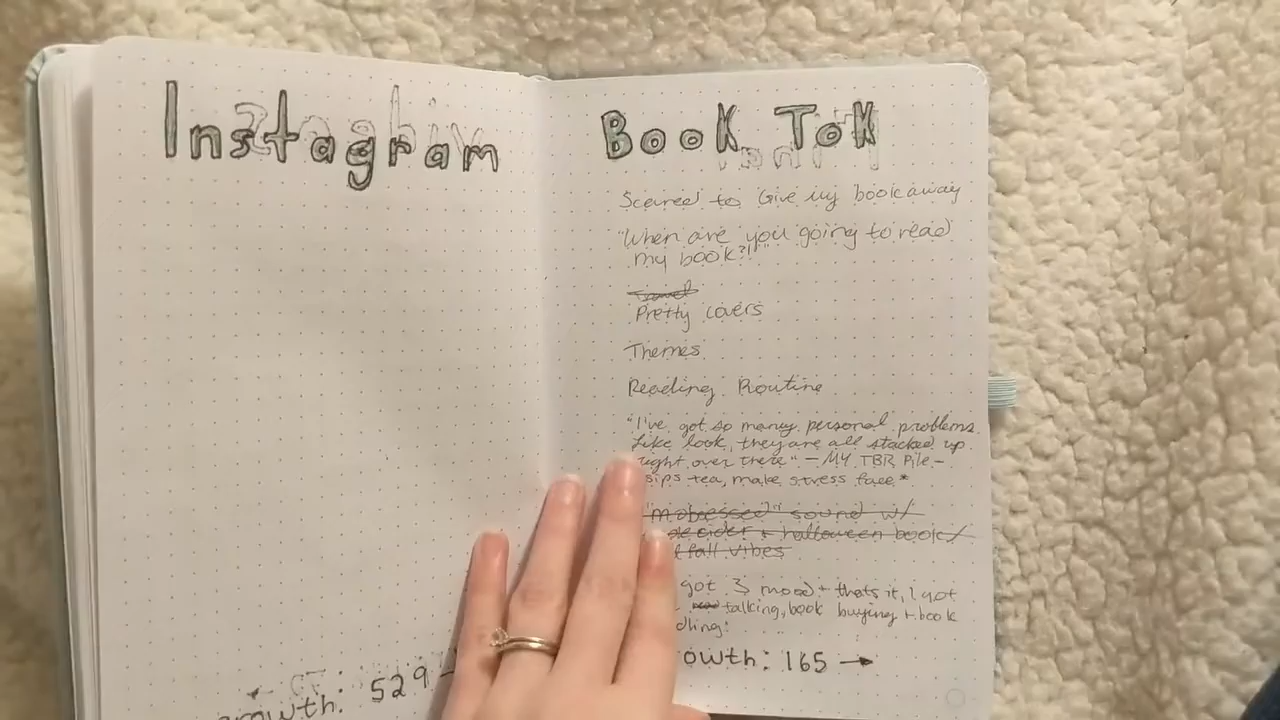 Instagram
529
Book Tok
Scared to Give my book away
"When are you going to read
my book?!"
Pretty covers
Themes
Reading Routine
"I've got so many personal problems.
Like look, they are all stacked up
right over there" - MY TBR Pile -
sips tea, make stress face*
"m obsessed" sound w/
cider + halloween book/
fall vibes
got 3 mood + thats it, I got
talking, book buying + book
owth: 165 →